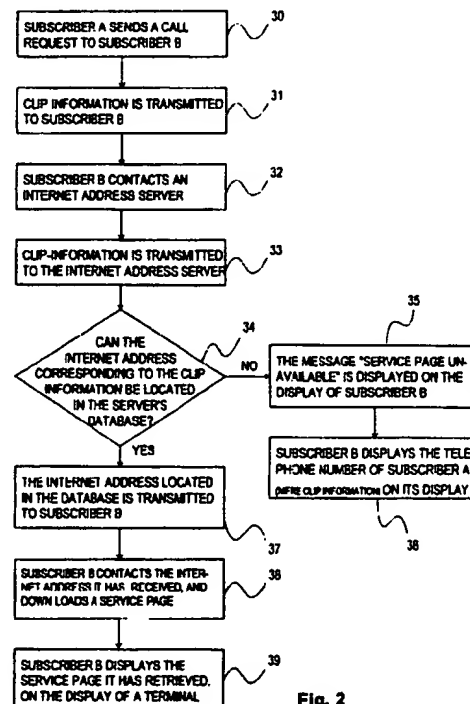 SUBSCRIBER A SENDS A CALL
REQUEST TO SUBSCRIBER B
30
CLIP INFORMATION IS TRANSMITTED
TO SUBSCRIBER B
31
SUBSCRIBER B CONTACTS AN
INTERNET ADDRESS SERVER
32
CLIP-INFORMATION IS TRANSMITTED
TO THE INTERNET ADDRESS SERVER
33
CAN THE
INTERNET ADDRESS
CORRESPONDING TO THE CLIP
INFORMATION BE LOCATED
IN THE SERVER'S
DATABASE?
34
NO
YES
35
THE MESSAGE "SERVICE PAGE UN-
AVAILABLE" IS DISPLAYED ON THE
DISPLAY OF SUBSCRIBER B
SUBSCRIBER B DISPLAYS THE TELE
PHONE NUMBER OF SUBSCRIBER A
CLIP INFORMATION) ON ITS DISPLAY
36
THE INTERNET ADDRESS LOCATED
IN THE DATABASE IS TRANSMITTED
TO SUBSCRIBER B
37
SUBSCRIBER B CONTACTS THE INTER-
NET ADDRESS IT HAS RECEIVED, AND
DOWN LOADS A SERVICE PAGE
38
SUBSCRIBER B DISPLAYS THE
SERVICE PAGE IT HAS RETRIEVED,
ON THE DISPLAY OF A TERMINAL
39
Fig. 2